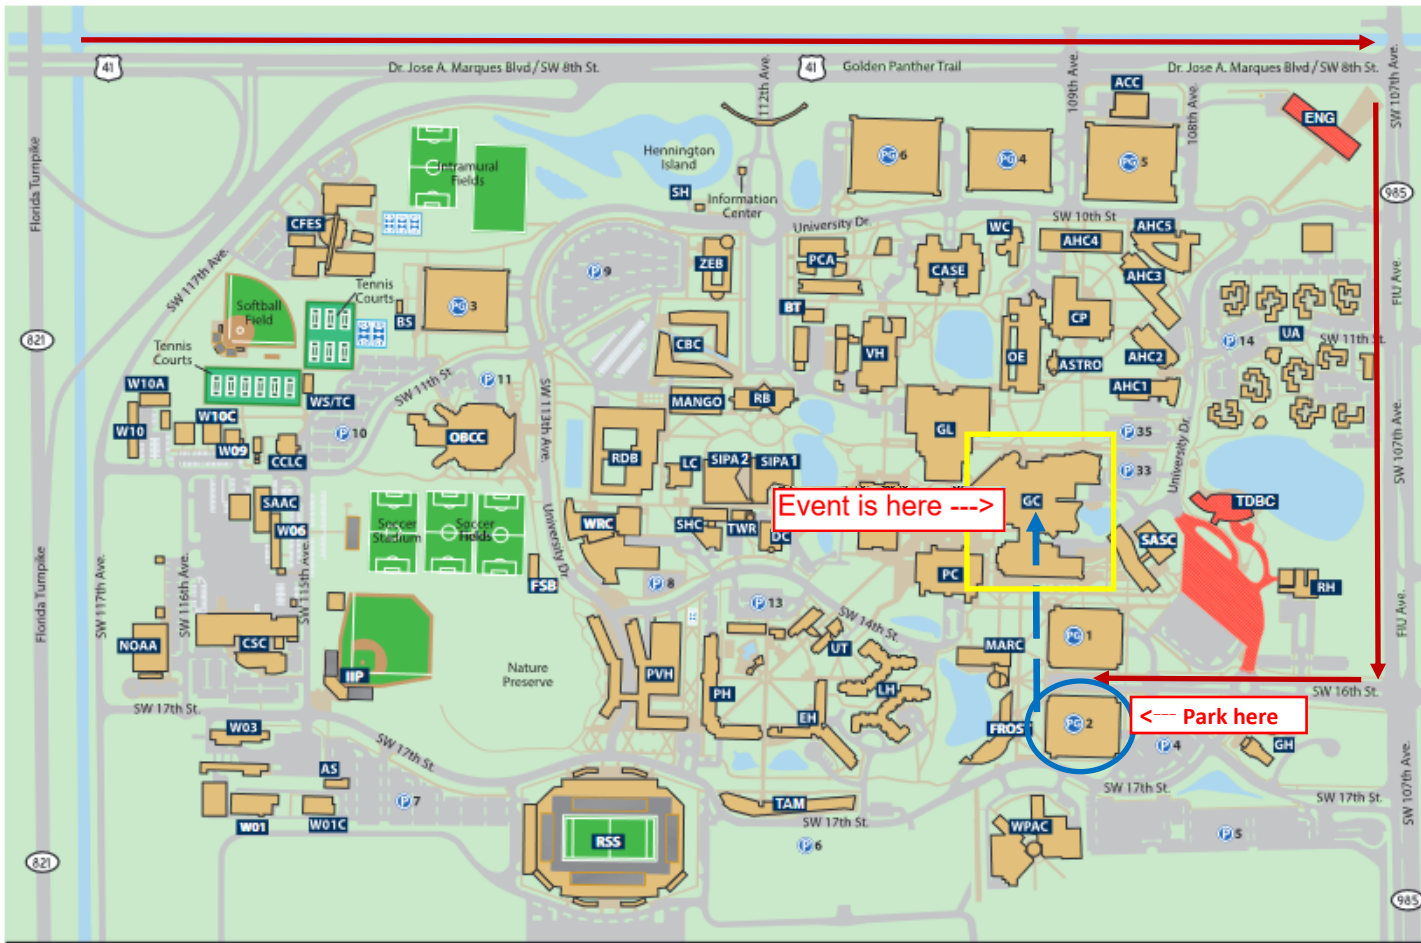 41
Dr. Jose A. Marques Blvd/SW 8th St.
112th Ave.
41
Golden Panther Trail
109th Ave.
Dr. Jose A. Marques Blvd/SW 8th St.
SW 107th Ave.
ACC
108th Ave.
ENG
Florida Turnpike
Hennington
Island
PG 6
PG 4
PG 5
Intramural
Fields
SH
Information
Center
985
CFES
University Dr.
WC
SW 10th St
AHC4
AHC5
ZEB
PCA
CASE
AHC3
SW 117th Ave.
P 9
FIU Ave.
Tennis
Courts
Softball
Field
PG 3
BS
BT
CP
UA
SW 11th St.
821
Tennis
Courts
CBC
VH
OE
ASTRO
AHC2
P 14
W10A
SW 11th St
P 11
AHC1
WS/TC
MANGO
RB
W10C
W10
W09
P 10
OBCC
SW 113th Ave.
GL
P 35
University Dr.
SW 107th Ave.
CCLC
RDB
LC
SIPA 2
SIPA 1
P 33
SAAC
Event is here --->
GC
TDBC
W06
Soccer
Stadium
Soccer
Fields
WRC
SHC
TWR
DC
SASC
University Dr.
Florida Turnpike
SW 117th Ave.
SW 116th Ave.
SW 115th Ave.
FSB
P 8
PC
RH
P 13
SW 14th St.
FIU Ave.
NOAA
CSC
UT
MARC
PG 1
IIP
Nature
Preserve
PVH
PH
LH
SW 16th St.
SW 17th St.
EH
FROS
PG 2
<--- Park here
W03
SW 17th St.
P 4
GH
AS
SW 107th Ave.
P 7
TAM
SW 17th St.
SW 17th St.
W01
W01C
SW 17th St.
WPAC
RSS
P 6
P 5
821
985